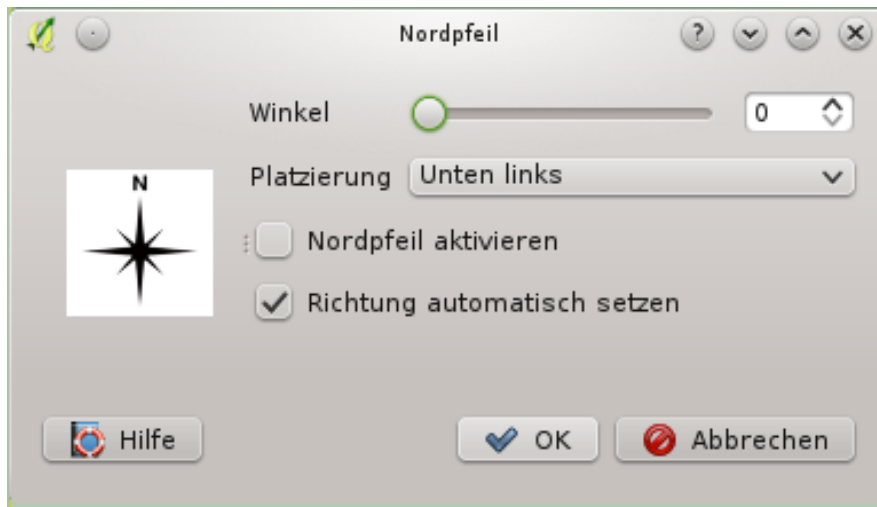 Nordpfeil
Winkel 0
Platzierung Unten links
N
Nordpfeil aktivieren
Richtung automatisch setzen
Hilfe OK Abbrechen